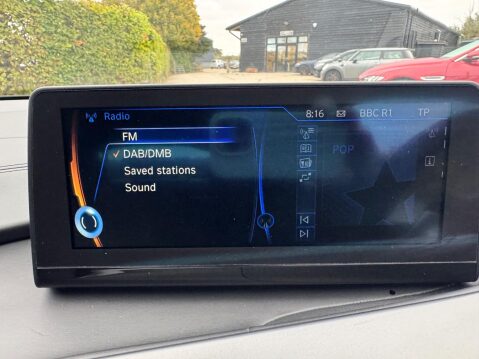 Radio 8:16 BBC R1 TP
FM
DAB/DMB
POP
Saved stations
Sound